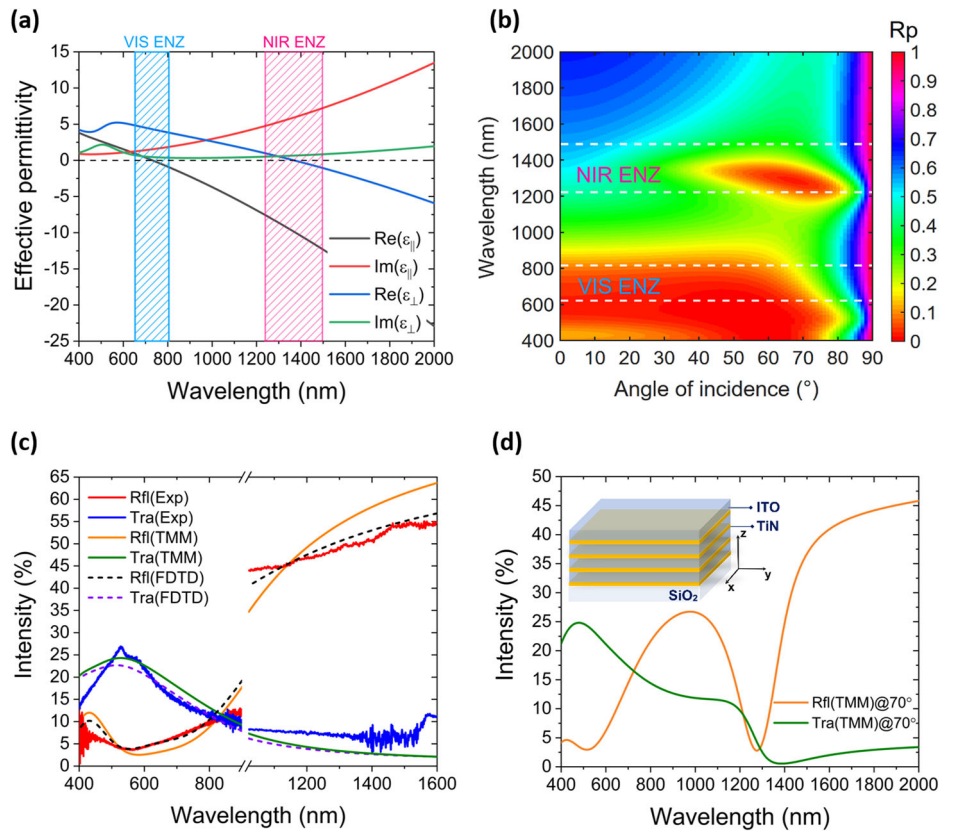 (a)
VIS ENZ
NIR ENZ
15
10
5
0
-5
-10
-15
-20
-25
Effective permittivity
Re(ε∥)
Im(ε∥)
Re(ε⊥)
Im(ε⊥)
400 600 800 1000 1200 1400 1600 1800 2000
Wavelength (nm)
(b)
Rp
2000
1800
1600
1400
1200
1000
800
600
400
Wavelength (nm)
NIR ENZ
VIS ENZ
0 10 20 30 40 50 60 70 80 90
Angle of incidence (°)
1
0.9
0.8
0.7
0.6
0.5
0.4
0.3
0.2
0.1
0
(c)
65
60
55
50
45
40
35
30
25
20
15
10
5
0
Intensity (%)
Rfl(Exp)
Tra(Exp)
Rfl(TMM)
Tra(TMM)
Rfl(FDTD)
Tra(FDTD)
400 600 800 1200 1400 1600
Wavelength (nm)
(d)
50
45
40
35
30
25
20
15
10
5
0
Intensity (%)
ITO
TiN
z
y
x
SiO₂
Rfl(TMM)@70°
Tra(TMM)@70°
400 600 800 1000 1200 1400 1600 1800 2000
Wavelength (nm)